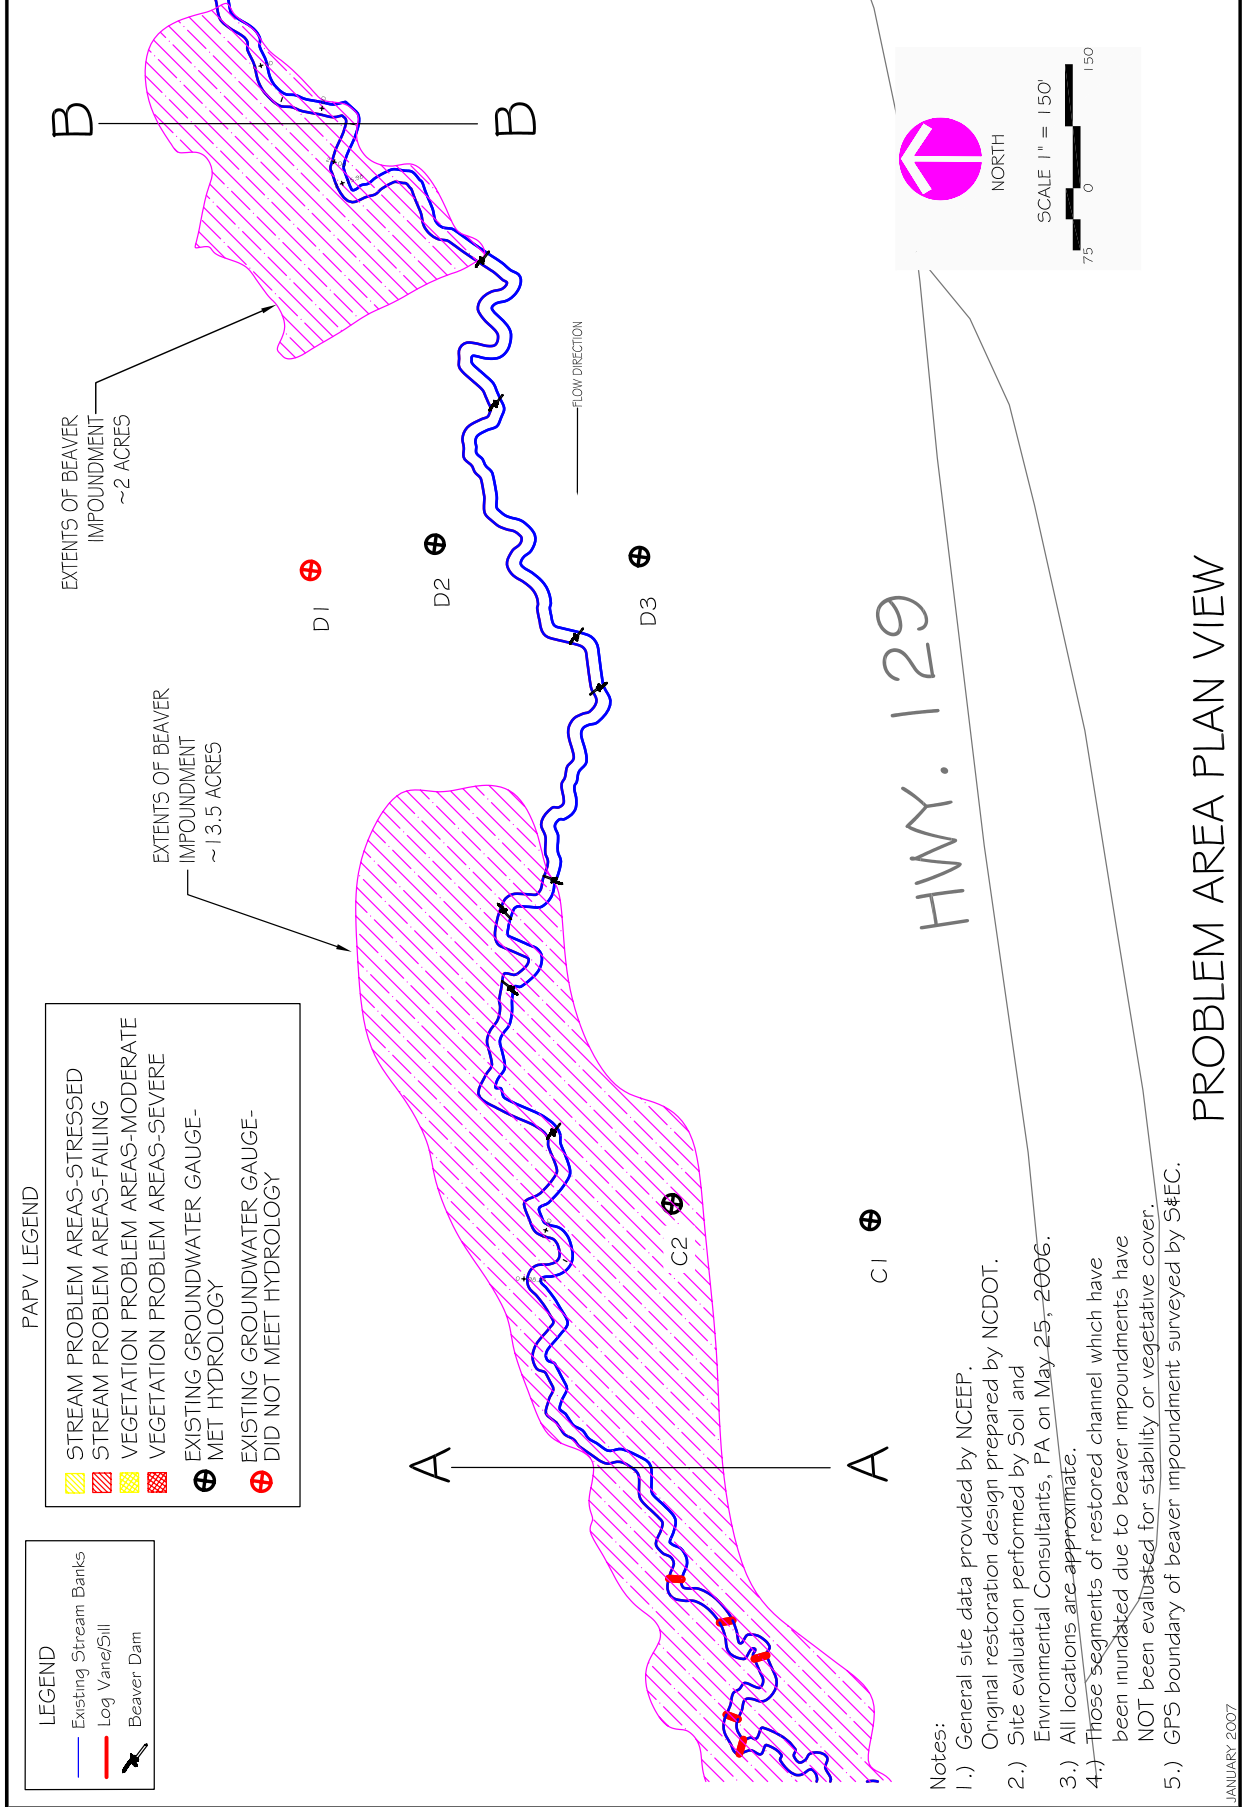 LEGEND
Existing Stream Banks
Log Vane/Sill
Beaver Dam
PAPV LEGEND
STREAM PROBLEM AREAS-STRESSED
STREAM PROBLEM AREAS-FAILING
VEGETATION PROBLEM AREAS-MODERATE
VEGETATION PROBLEM AREAS-SEVERE
EXISTING GROUNDWATER GAUGE-
MET HYDROLOGY
EXISTING GROUNDWATER GAUGE-
DID NOT MEET HYDROLOGY
EXTENTS OF BEAVER
IMPOUNDMENT
~13.5 ACRES
EXTENTS OF BEAVER
IMPOUNDMENT
~2 ACRES
A
A
B
B
D1
D2
D3
C2
C1
FLOW DIRECTION
HWY. 129
NORTH
SCALE 1" = 150'
75
0
150
Notes:
1.) General site data provided by NCEEP.
Original restoration design prepared by NCDOT.
2.) Site evaluation performed by Soil and
Environmental Consultants, PA on May 25, 2006.
3.) All locations are approximate.
4.) Those segments of restored channel which have
been inundated due to beaver impoundments have
NOT been evaluated for stability or vegetative cover.
5.) GPS boundary of beaver impoundment surveyed by S&EC.
PROBLEM AREA PLAN VIEW
JANUARY 2007